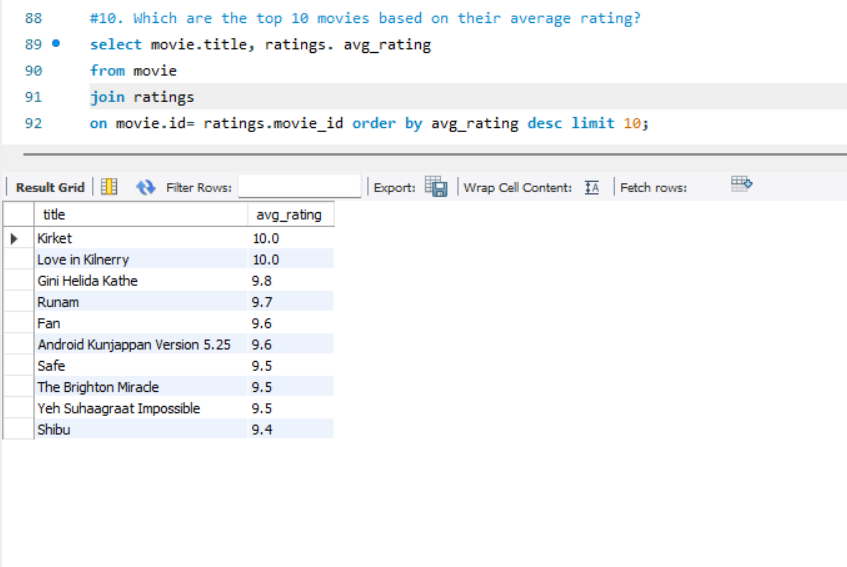 88 #10. Which are the top 10 movies based on their average rating?
89 select movie.title, ratings. avg_rating
90 from movie
91 join ratings
92 on movie.id= ratings.movie_id order by avg_rating desc limit 10;
Result Grid Filter Rows: Export: Wrap Cell Content: Fetch rows:
title avg_rating
Kirket 10.0
Love in Kilnerry 10.0
Gini Helida Kathe 9.8
Runam 9.7
Fan 9.6
Android Kunjappan Version 5.25 9.6
Safe 9.5
The Brighton Miracle 9.5
Yeh Suhaagraat Impossible 9.5
Shibu 9.4